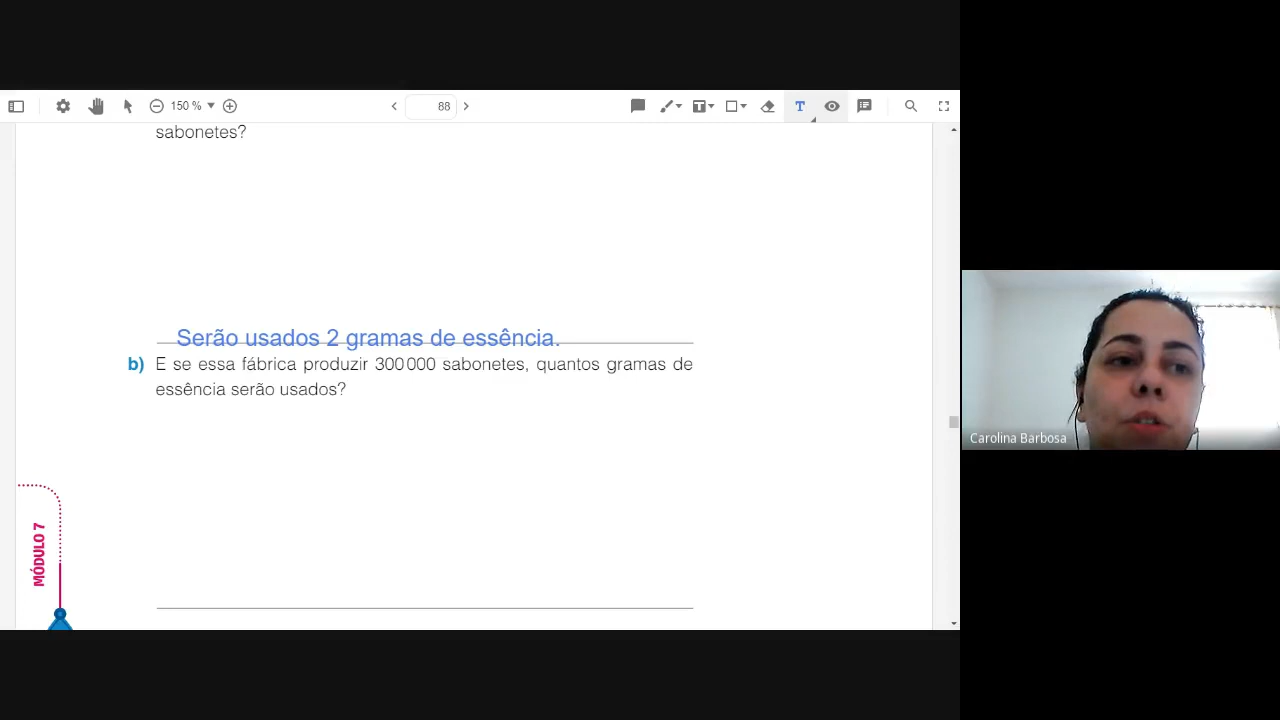 150 %
88
sabonetes?
Serão usados 2 gramas de essência.
b) E se essa fábrica produzir 300 000 sabonetes, quantos gramas de
essência serão usados?
MÓDULO 7
Carolina Barbosa